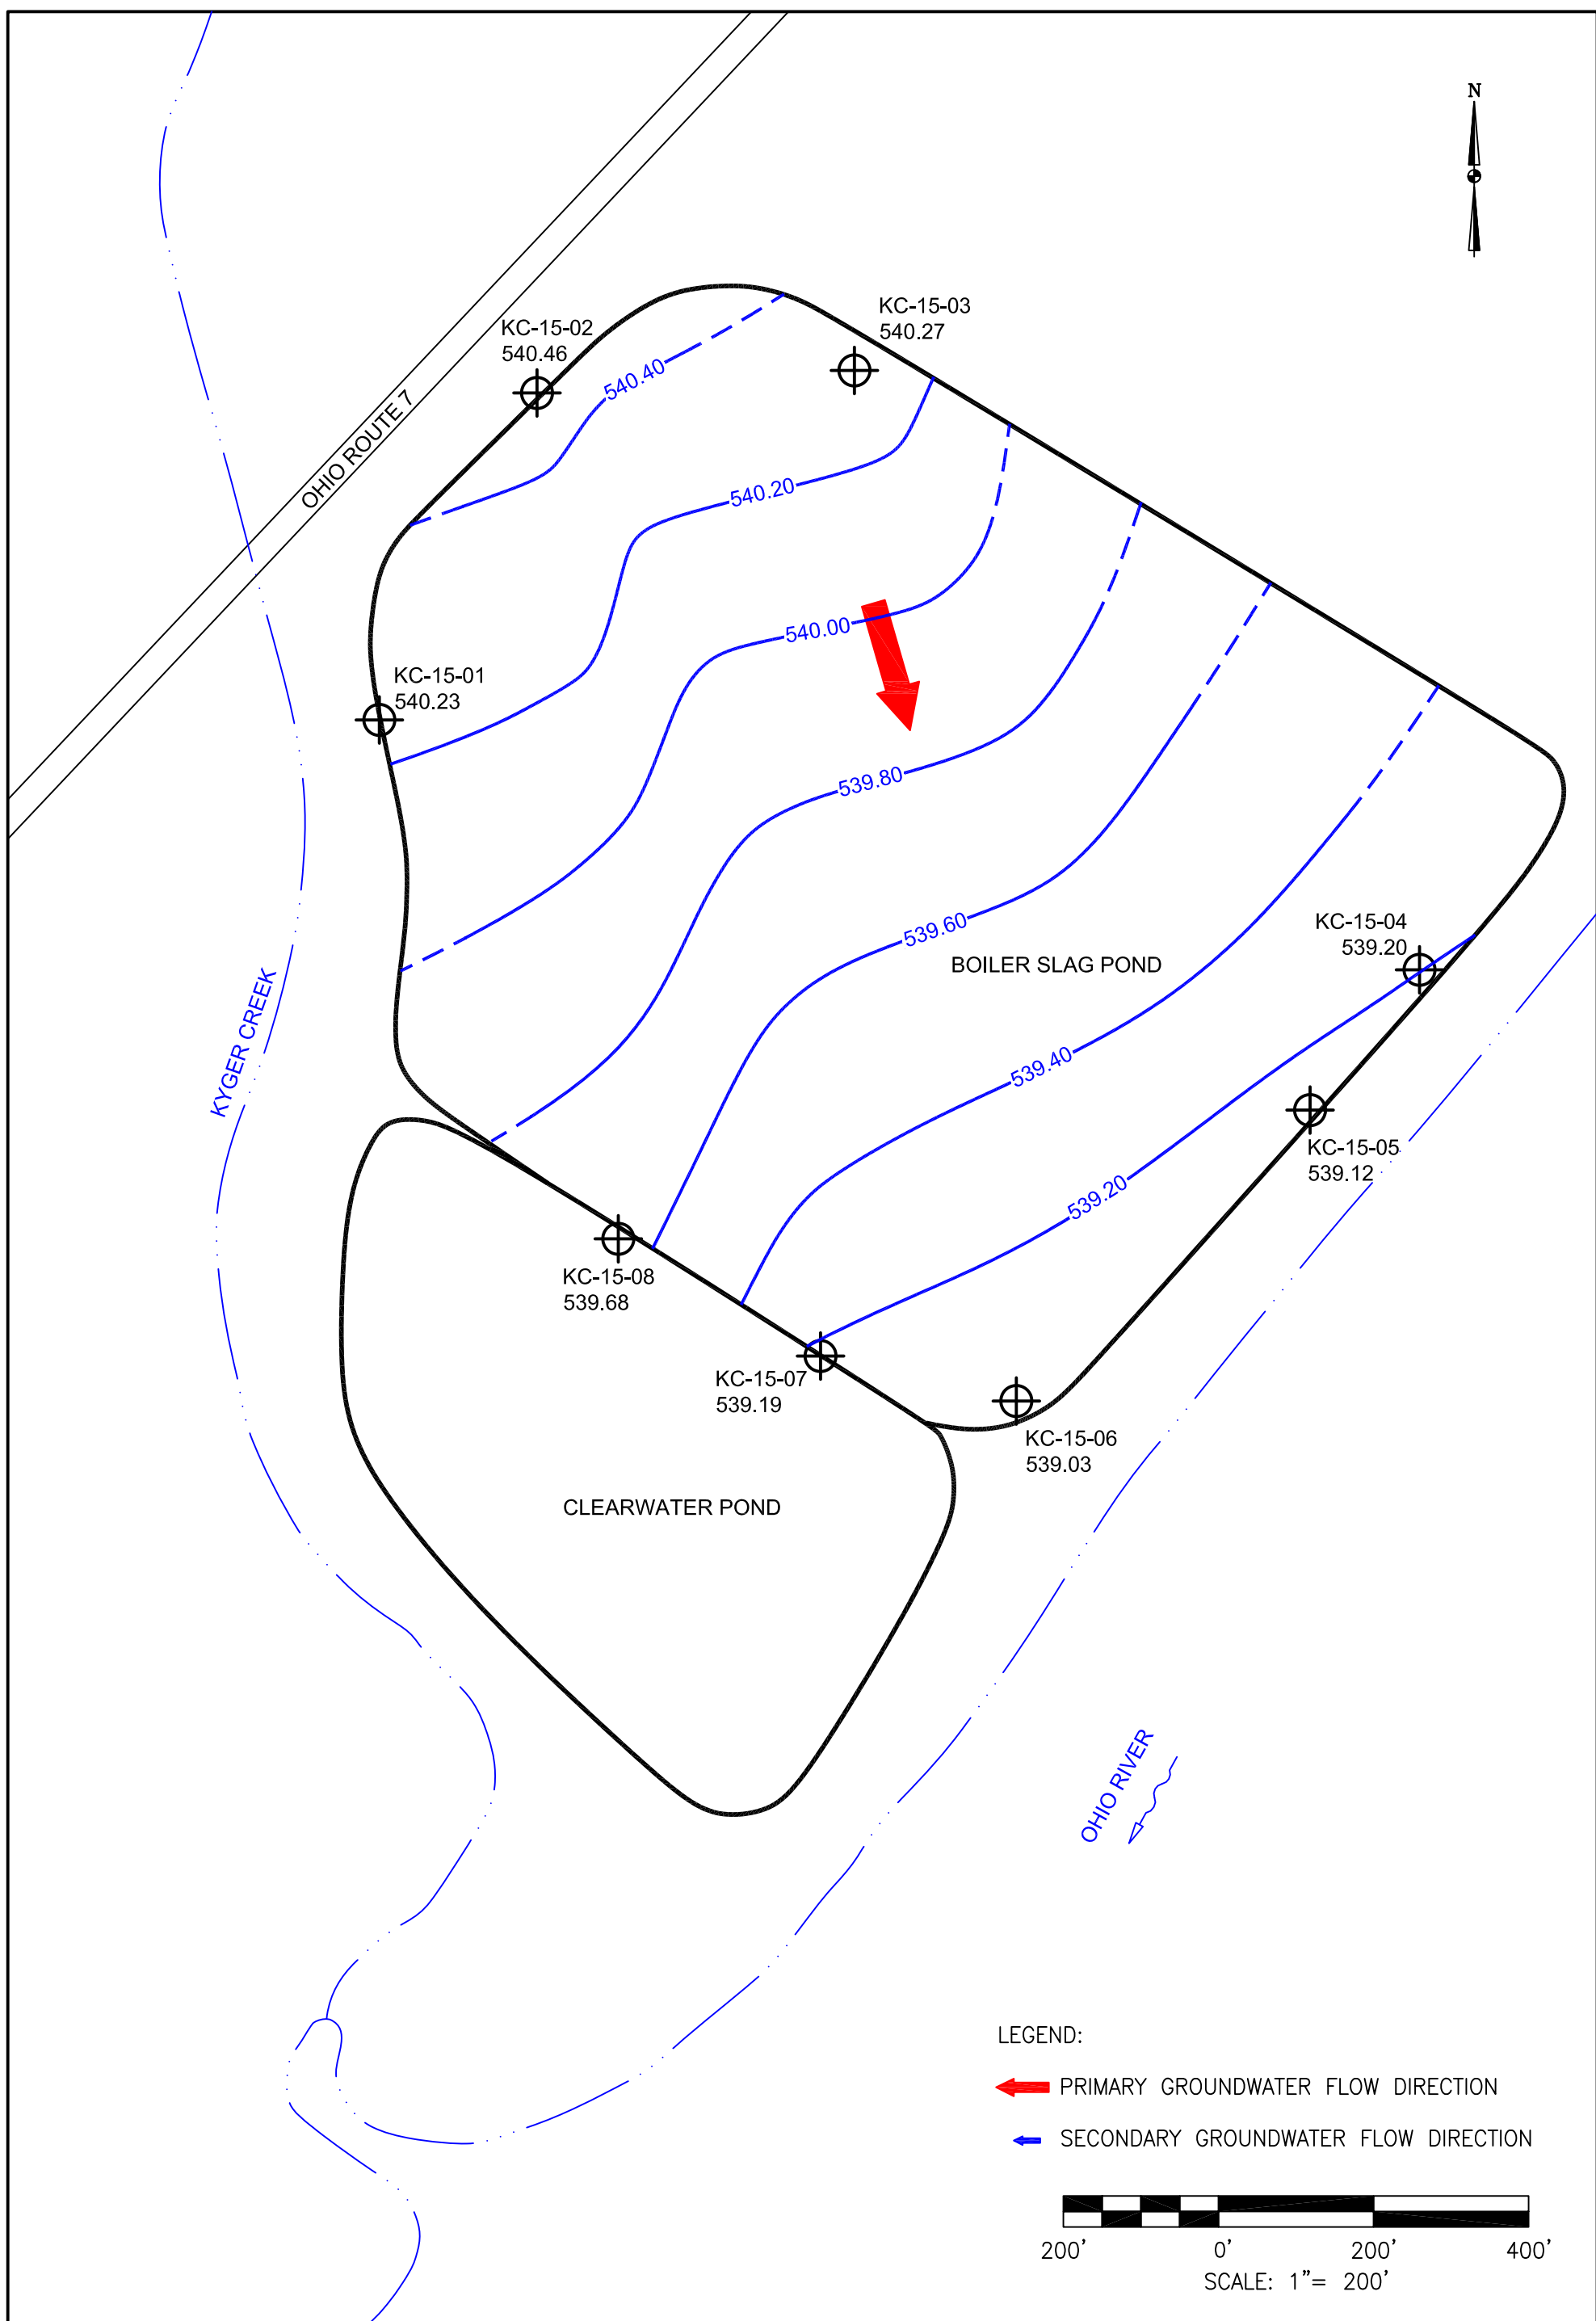 N
KC-15-03
540.27
KC-15-02
540.46
540.40
OHIO ROUTE 7
540.20
540.00
KC-15-01
540.23
539.80
539.60
KC-15-04
539.20
BOILER SLAG POND
KYGER CREEK
539.40
KC-15-05
539.12
539.20
KC-15-08
539.68
KC-15-07
539.19
KC-15-06
539.03
CLEARWATER POND
OHIO RIVER
LEGEND:
PRIMARY GROUNDWATER FLOW DIRECTION
SECONDARY GROUNDWATER FLOW DIRECTION
200' 0' 200' 400'
SCALE: 1"= 200'